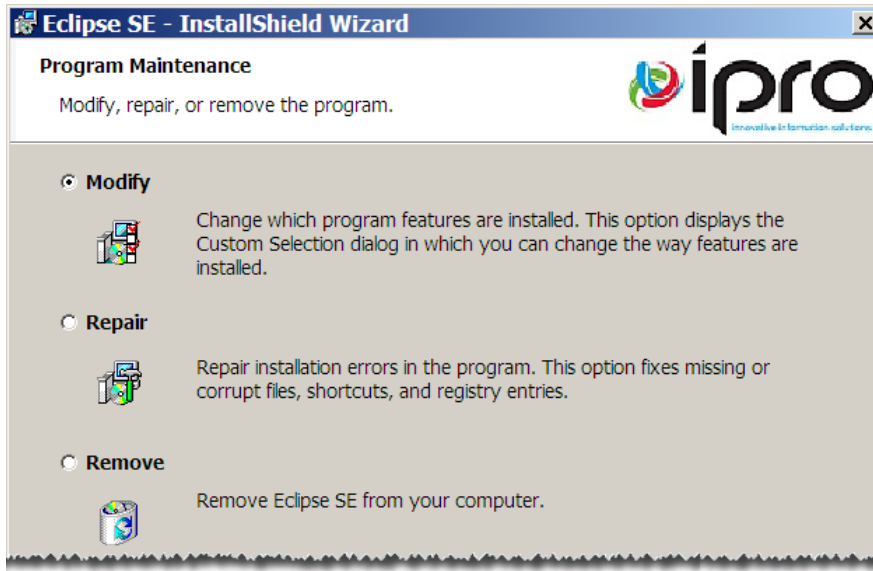 Eclipse SE - InstallShield Wizard
Program Maintenance
Modify, repair, or remove the program.
ipro
innovative information solutions
Modify
Change which program features are installed. This option displays the
Custom Selection dialog in which you can change the way features are
installed.
Repair
Repair installation errors in the program. This option fixes missing or
corrupt files, shortcuts, and registry entries.
Remove
Remove Eclipse SE from your computer.